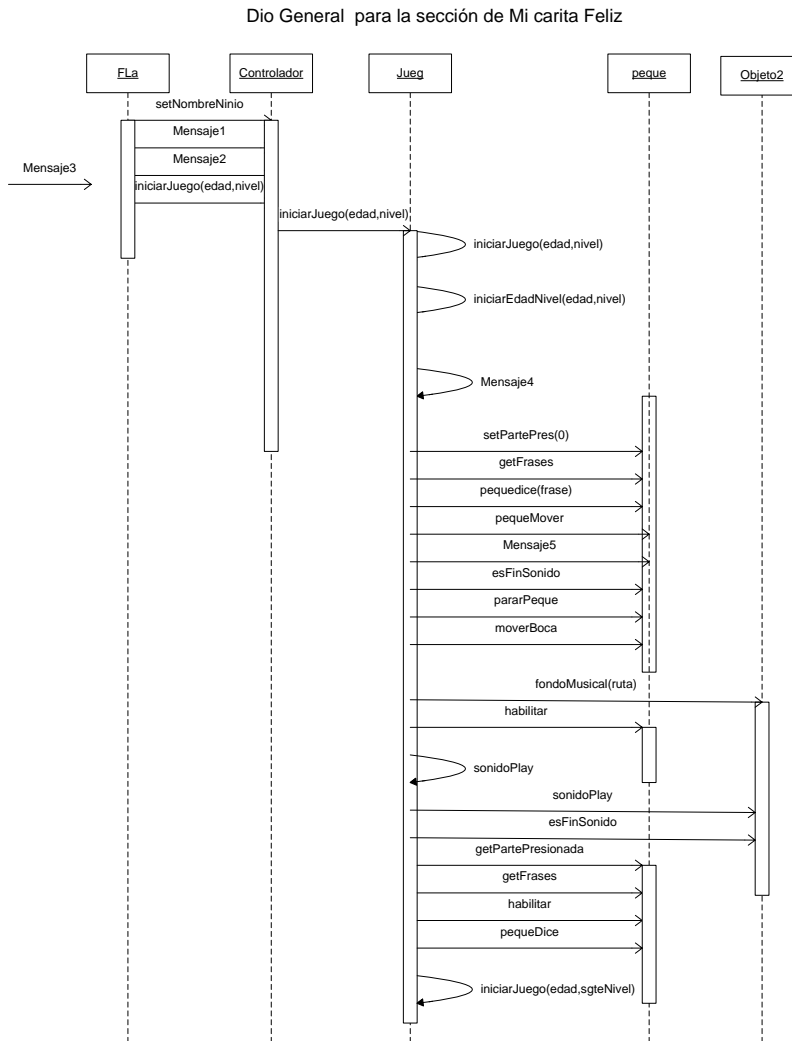 Dio General  para la sección de Mi carita Feliz
FLa
Controlador
Jueg
peque
Objeto2
setNombreNinio
Mensaje1
Mensaje2
Mensaje3
iniciarJuego(edad,nivel)
iniciarJuego(edad,nivel)
iniciarJuego(edad,nivel)
iniciarEdadNivel(edad,nivel)
Mensaje4
setPartePres(0)
getFrases
pequedice(frase)
pequeMover
Mensaje5
esFinSonido
pararPeque
moverBoca
fondoMusical(ruta)
habilitar
sonidoPlay
sonidoPlay
esFinSonido
getPartePresionada
getFrases
habilitar
pequeDice
iniciarJuego(edad,sgteNivel)